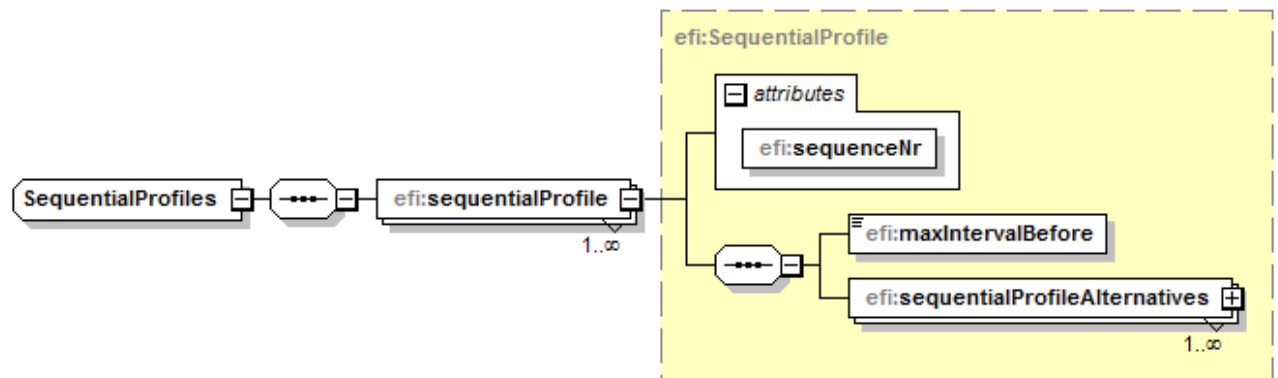 efi:SequentialProfile
attributes
efi:sequenceNr
SequentialProfiles
efi:sequentialProfile
1..∞
efi:maxIntervalBefore
efi:sequentialProfileAlternatives
1..∞